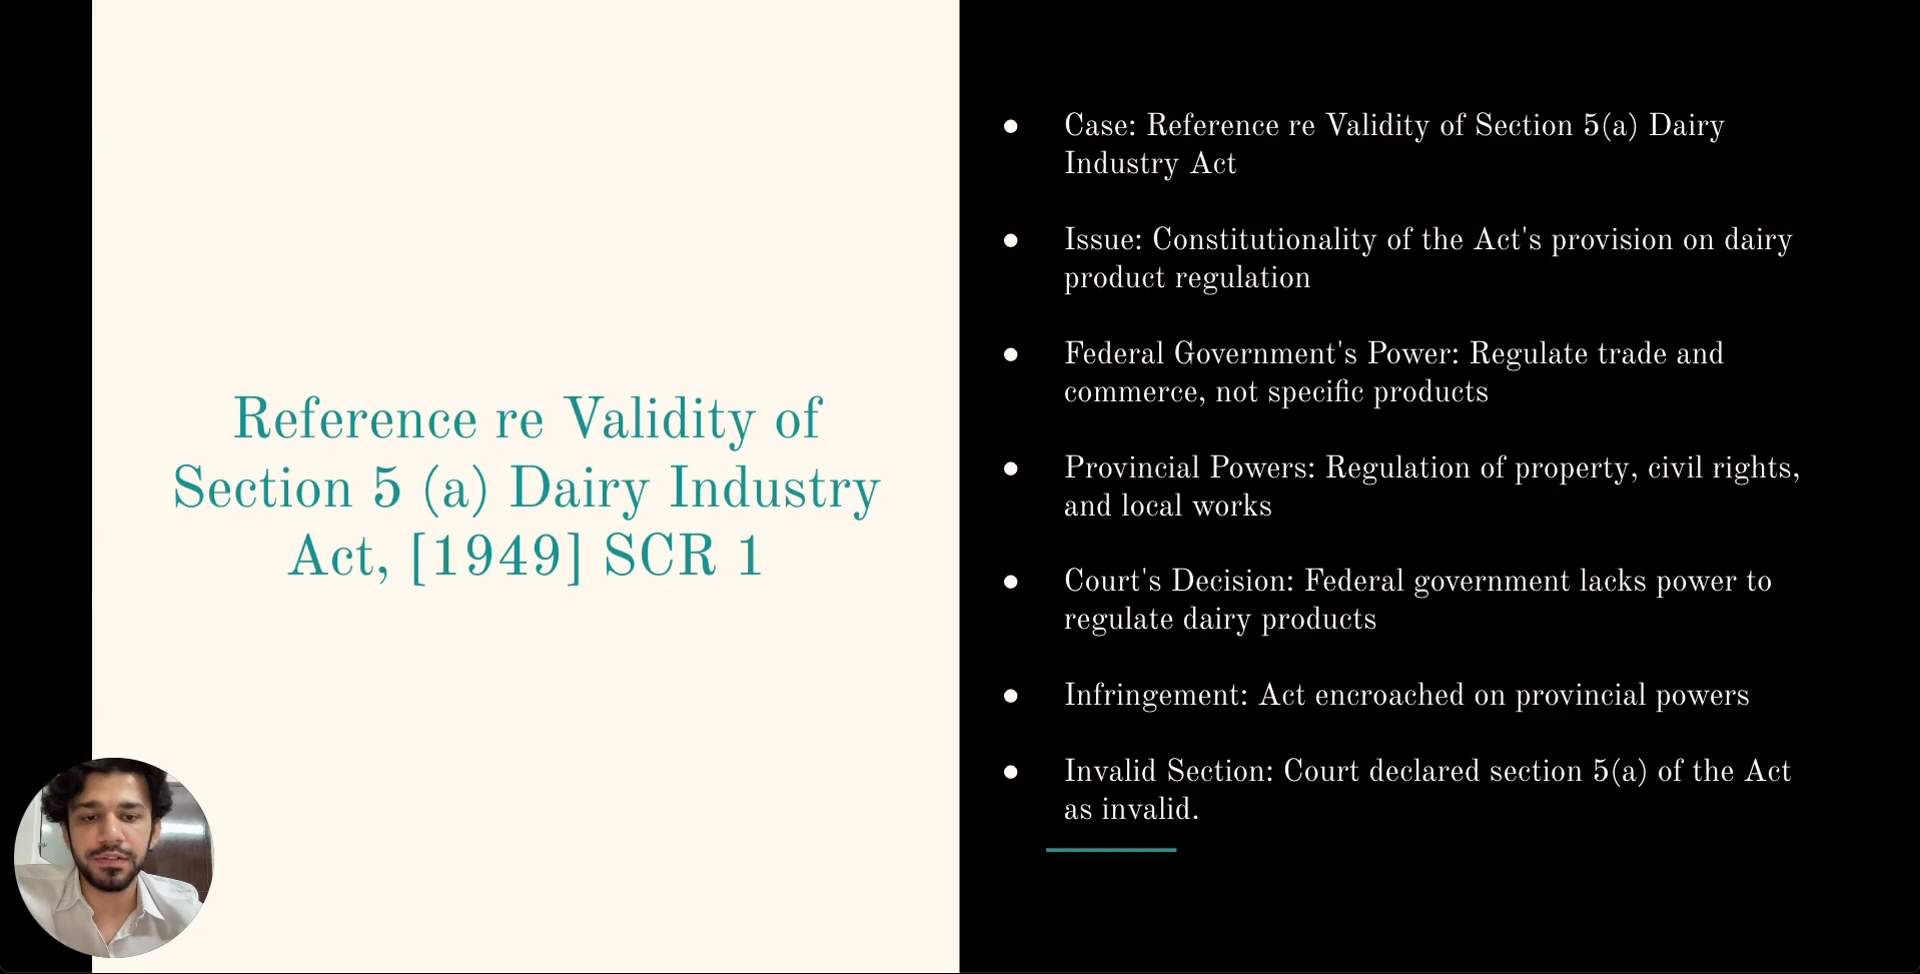 Reference re Validity of
Section 5 (a) Dairy Industry
Act, [1949] SCR 1
● Case: Reference re Validity of Section 5(a) Dairy
Industry Act
● Issue: Constitutionality of the Act's provision on dairy
product regulation
● Federal Government's Power: Regulate trade and
commerce, not specific products
● Provincial Powers: Regulation of property, civil rights,
and local works
● Court's Decision: Federal government lacks power to
regulate dairy products
● Infringement: Act encroached on provincial powers
● Invalid Section: Court declared section 5(a) of the Act
as invalid.